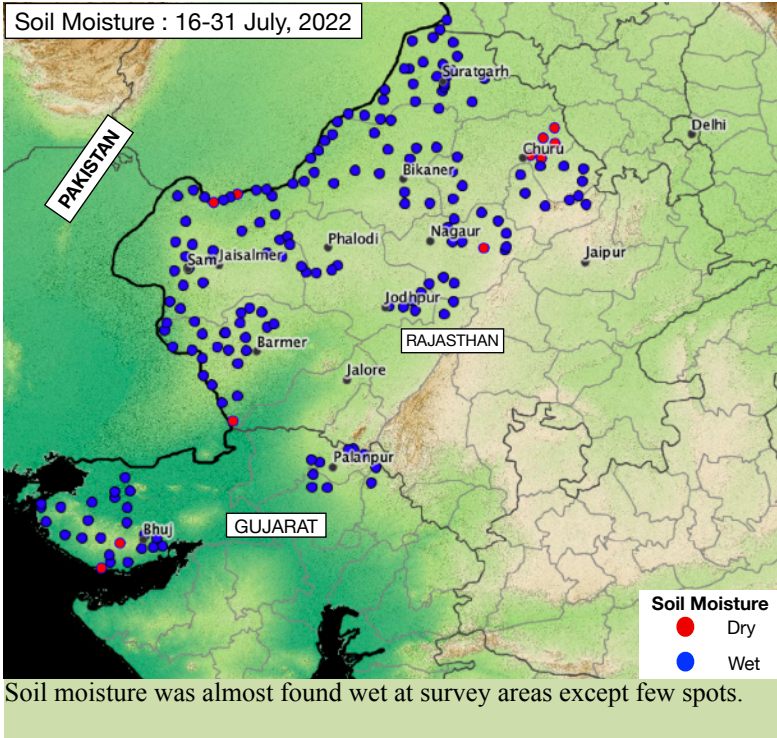 Soil Moisture : 16-31 July, 2022
Suratgarh
Delhi
PAKISTAN
Churu
Bikaner
Nagaur
Phalodi
Jaipur
Sam
Jaisalmer
Jodhpur
RAJASTHAN
Barmer
Jalore
Palanpur
GUJARAT
Bhuj
Soil Moisture
Dry
Wet
Soil moisture was almost found wet at survey areas except few spots.